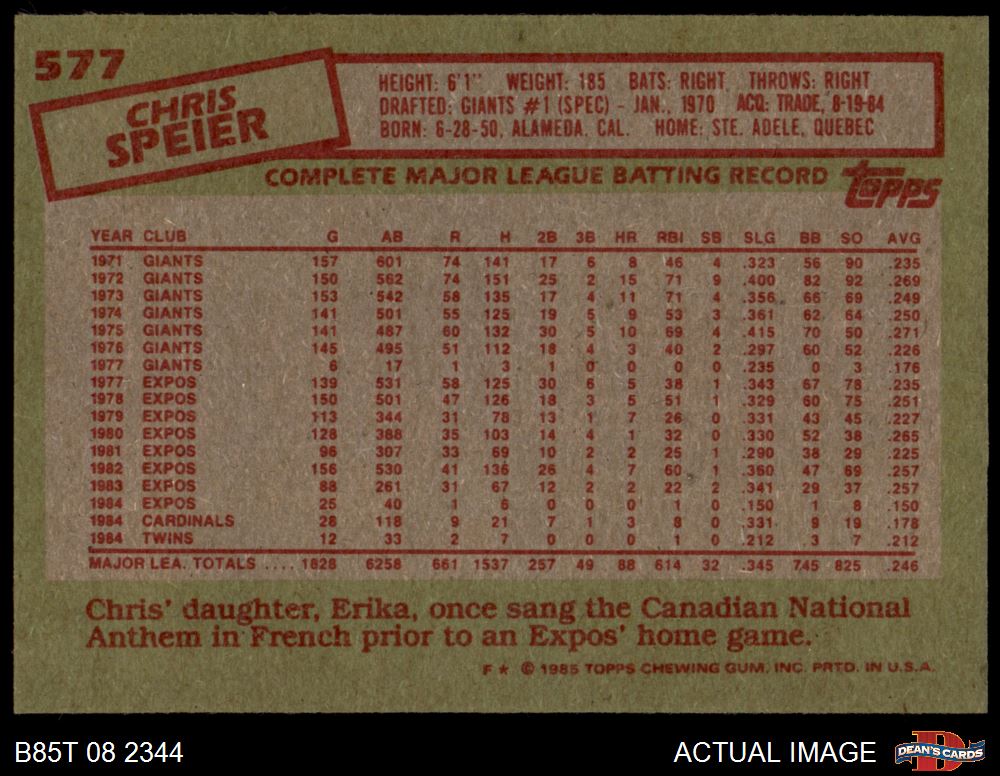 577
CHRIS
SPEIER
HEIGHT: 6'1" WEIGHT: 185 BATS: RIGHT THROWS: RIGHT
DRAFTED: GIANTS #1 (SPEC) - JAN., 1970 ACQ: TRADE, 8-19-84
BORN: 6-28-50, ALAMEDA, CAL. HOME: STE. ADELE, QUEBEC
COMPLETE MAJOR LEAGUE BATTING RECORD topps
YEAR CLUB G AB R H 2B 3B HR RBI SB SLG BB SO AVG
1971 GIANTS 157 601 74 141 17 6 8 46 4 .323 56 90 .235
1972 GIANTS 150 562 74 151 25 2 15 71 9 .400 82 92 .269
1973 GIANTS 153 542 58 135 17 4 11 71 4 .356 66 69 .249
1974 GIANTS 141 501 55 125 19 5 9 53 3 .361 62 64 .250
1975 GIANTS 141 487 60 132 30 5 10 69 4 .415 70 50 .271
1976 GIANTS 145 495 51 112 18 4 3 40 2 .297 60 52 .226
1977 GIANTS 6 17 1 3 1 0 0 0 0 .235 0 3 .176
1977 EXPOS 139 531 58 125 30 6 5 38 1 .343 67 78 .235
1978 EXPOS 150 501 47 126 18 3 5 51 1 .329 60 75 .251
1979 EXPOS 113 344 31 78 13 1 7 26 0 .331 43 45 .227
1980 EXPOS 128 388 35 103 14 4 1 32 0 .330 52 38 .265
1981 EXPOS 96 307 33 69 10 2 2 25 1 .290 38 29 .225
1982 EXPOS 156 530 41 136 26 4 7 60 1 .360 47 69 .257
1983 EXPOS 88 261 31 67 12 2 2 22 2 .341 29 37 .257
1984 EXPOS 25 40 1 6 0 0 0 1 0 .150 1 8 .150
1984 CARDINALS 28 118 9 21 7 1 3 8 0 .331 9 19 .178
1984 TWINS 12 33 2 7 0 0 0 1 0 .212 3 7 .212
MAJOR LEA. TOTALS .... 1828 6258 661 1537 257 49 88 614 32 .345 745 825 .246
Chris' daughter, Erika, once sang the Canadian National
Anthem in French prior to an Expos' home game.
F * © 1985 TOPPS CHEWING GUM, INC. PRTD. IN U.S.A.
B85T 08 2344 ACTUAL IMAGE DEAN'S CARDS